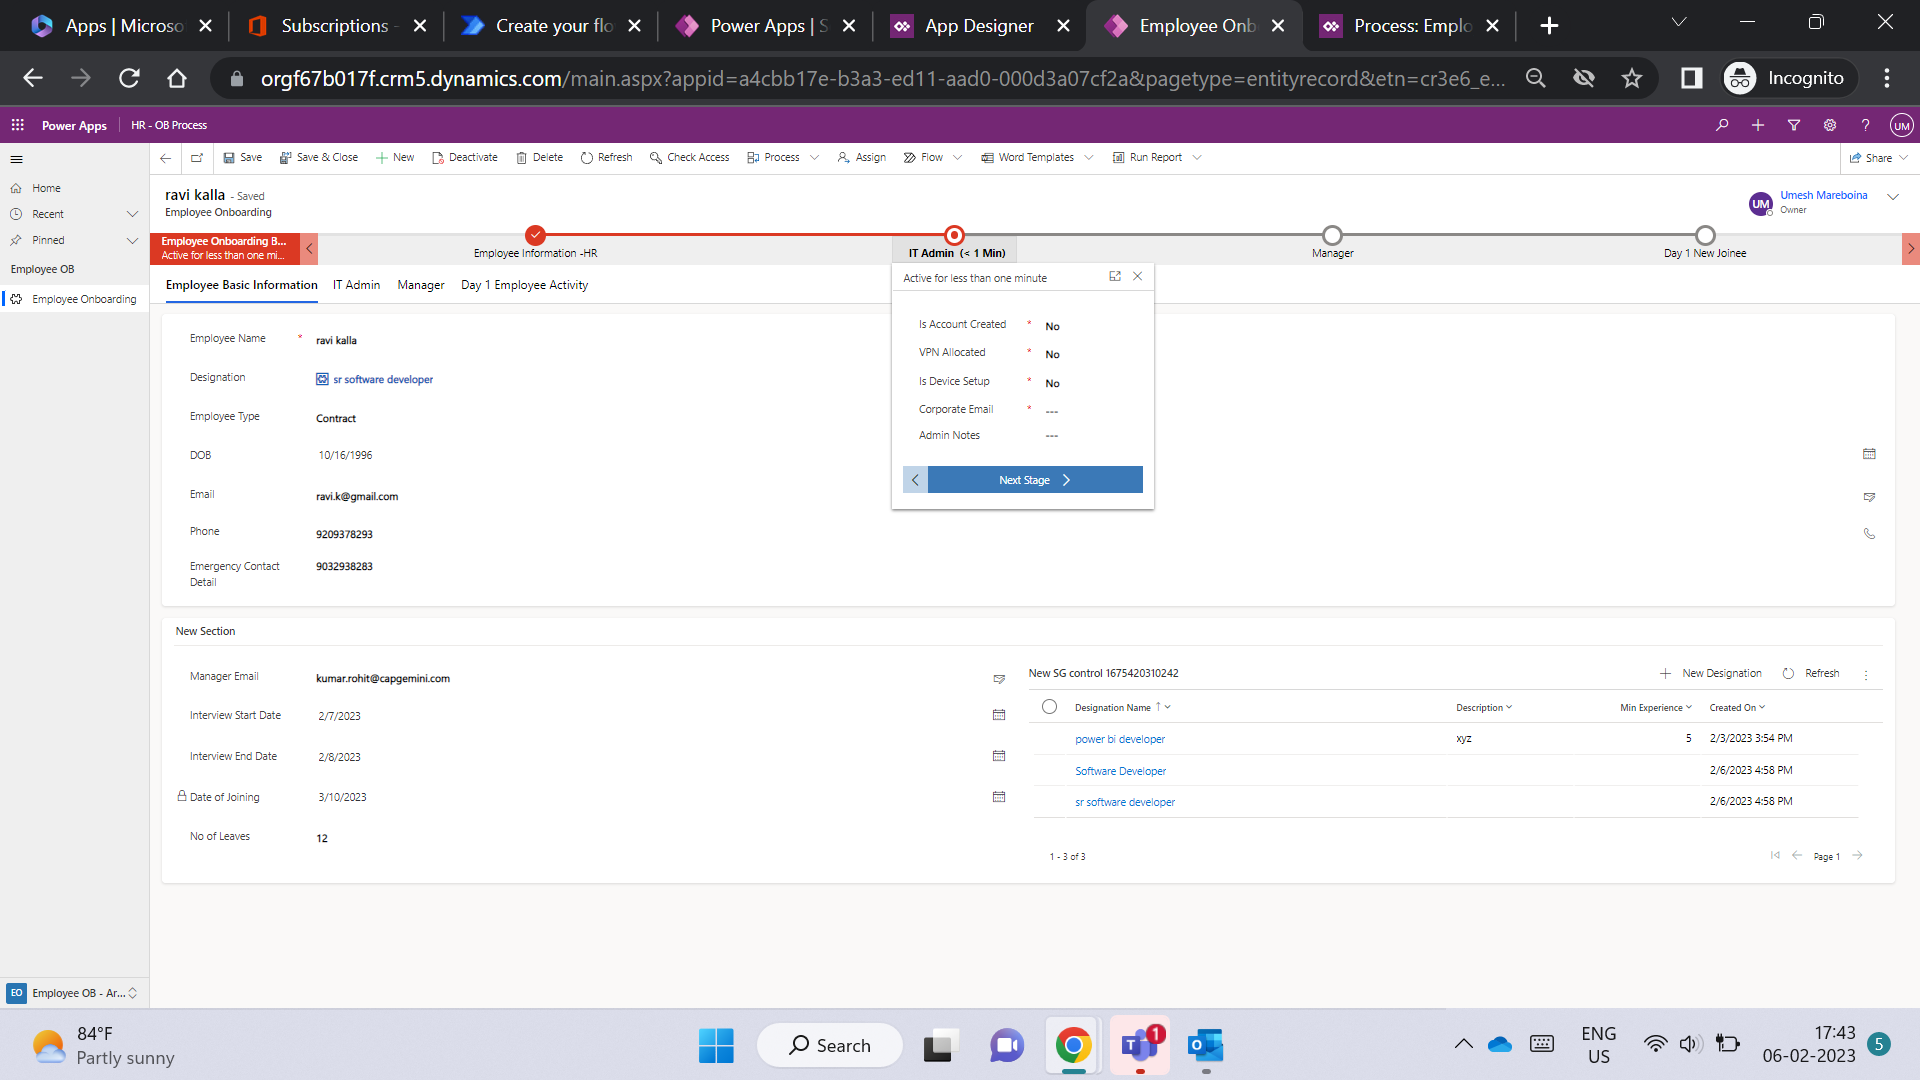 Apps | Microso
Subscriptions -
Create your flo
Power Apps | S
App Designer
Employee Onb
Process: Emplo
orgf67b017f.crm5.dynamics.com/main.aspx?appid=a4cbb17e-b3a3-ed11-aad0-000d3a07cf2a&pagetype=entityrecord&etn=cr3e6_e...
Incognito
Power Apps
HR - OB Process
UM
Save
Save & Close
New
Deactivate
Delete
Refresh
Check Access
Process
Assign
Flow
Word Templates
Run Report
Share
Home
Recent
Pinned
Employee OB
Employee Onboarding
ravi kalla - Saved
Employee Onboarding
UM
Umesh Mareboina
Owner
Employee Onboarding B...
Active for less than one mi...
Employee Information -HR
IT Admin (< 1 Min)
Manager
Day 1 New Joinee
Employee Basic Information
IT Admin
Manager
Day 1 Employee Activity
Active for less than one minute
Is Account Created * No
VPN Allocated * No
Is Device Setup * No
Corporate Email * ---
Admin Notes ---
Next Stage
Employee Name * ravi kalla
Designation sr software developer
Employee Type Contract
DOB 10/16/1996
Email ravi.k@gmail.com
Phone 9209378293
Emergency Contact 9032938283
Detail
New Section
Manager Email kumar.rohit@capgemini.com
Interview Start Date 2/7/2023
Interview End Date 2/8/2023
Date of Joining 3/10/2023
No of Leaves 12
New SG control 1675420310242
New Designation
Refresh
Designation Name
Description
Min Experience
Created On
power bi developer xyz 5 2/3/2023 3:54 PM
Software Developer 2/6/2023 4:58 PM
sr software developer 2/6/2023 4:58 PM
1 - 3 of 3
Page 1
EO
Employee OB - Ar...
84°F
Partly sunny
Search
1
ENG
US
17:43
06-02-2023
5